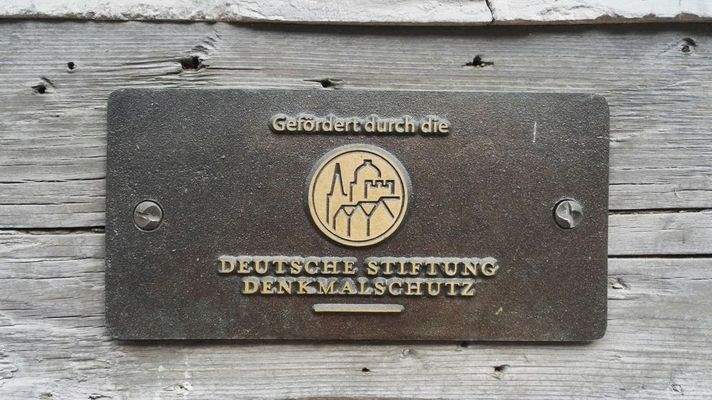 Gefördert durch die
DEUTSCHE STIFTUNG
DENKMALSCHUTZ